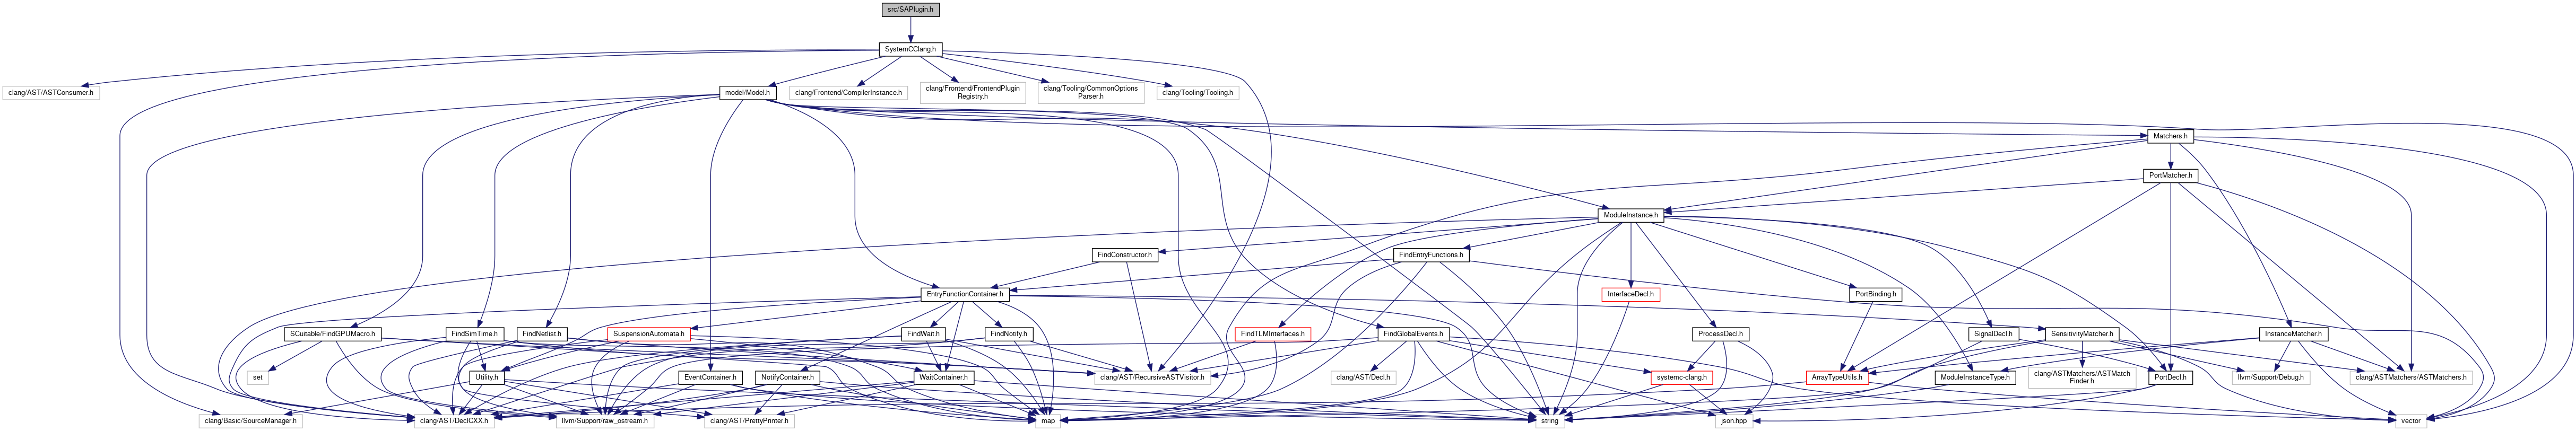 src/SAPlugin.h
SystemCClang.h
clang/AST/ASTConsumer.h
model/Model.h
clang/Frontend/CompilerInstance.h
clang/Frontend/FrontendPlugin
Registry.h
clang/Tooling/CommonOptions
Parser.h
clang/Tooling/Tooling.h
Matchers.h
PortMatcher.h
ModuleInstance.h
FindConstructor.h
FindEntryFunctions.h
EntryFunctionContainer.h
InterfaceDecl.h
PortBinding.h
SCuitable/FindGPUMacro.h
FindSimTime.h
FindNetlist.h
SuspensionAutomata.h
FindWait.h
FindNotify.h
FindTLMInterfaces.h
FindGlobalEvents.h
ProcessDecl.h
SignalDecl.h
SensitivityMatcher.h
InstanceMatcher.h
set
Utility.h
EventContainer.h
NotifyContainer.h
WaitContainer.h
clang/AST/RecursiveASTVisitor.h
clang/AST/Decl.h
systemc-clang.h
ArrayTypeUtils.h
ModuleInstanceType.h
clang/ASTMatchers/ASTMatch
Finder.h
PortDecl.h
llvm/Support/Debug.h
clang/ASTMatchers/ASTMatchers.h
clang/Basic/SourceManager.h
clang/AST/DeclCXX.h
llvm/Support/raw_ostream.h
clang/AST/PrettyPrinter.h
map
string
json.hpp
vector